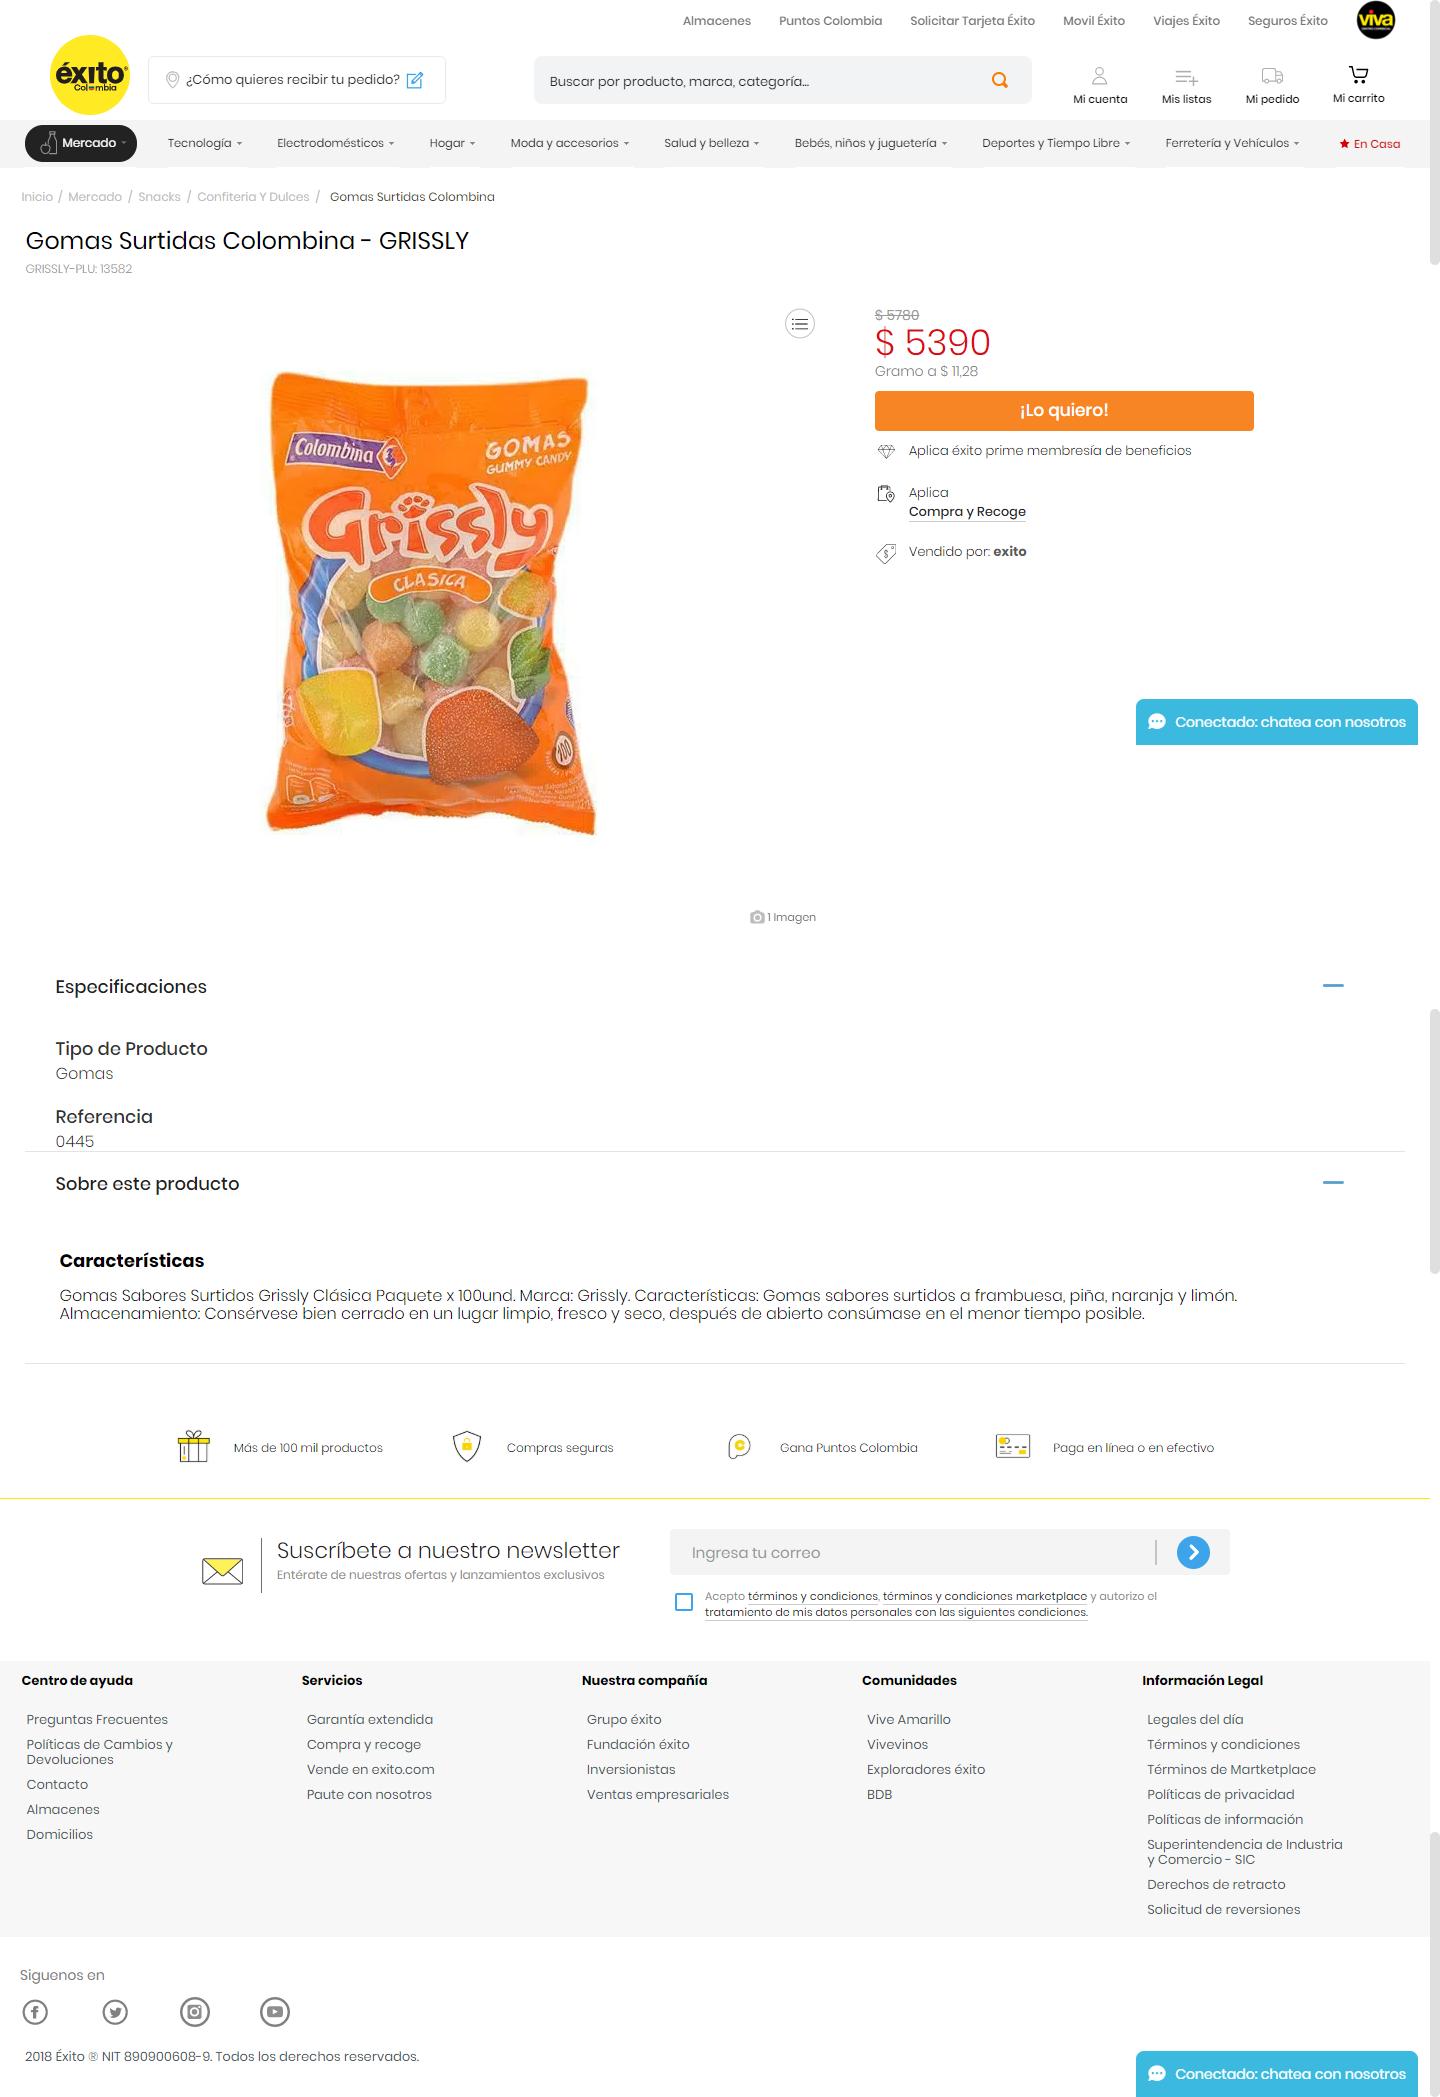 Almacenes Puntos Colombia Solicitar Tarjeta Éxito Movil Éxito Viajes Éxito Seguros Éxito viva
éxito
Colombia
¿Cómo quieres recibir tu pedido?
Buscar por producto, marca, categoría...
Mi cuenta Mis listas Mi pedido Mi carrito
Mercado Tecnología Electrodomésticos Hogar Moda y accesorios Salud y belleza Bebés, niños y juguetería Deportes y Tiempo Libre Ferretería y Vehículos En Casa
Inicio / Mercado / Snacks / Confiteria Y Dulces / Gomas Surtidas Colombina
Gomas Surtidas Colombina - GRISSLY
GRISSLY-PLU: 13582
Colombina
GOMAS
GUMMY CANDY
Grissly
CLASICA
100
$ 5780
$ 5390
Gramo a $ 11,28
¡Lo quiero!
Aplica éxito prime membresía de beneficios
Aplica
Compra y Recoge
Vendido por: exito
Conectado: chatea con nosotros
1 Imagen
Especificaciones
Tipo de Producto
Gomas
Referencia
0445
Sobre este producto
Características
Gomas Sabores Surtidos Grissly Clásica Paquete x 100und. Marca: Grissly. Características: Gomas sabores surtidos a frambuesa, piña, naranja y limón.
Almacenamiento: Consérvese bien cerrado en un lugar limpio, fresco y seco, después de abierto consúmase en el menor tiempo posible.
Más de 100 mil productos Compras seguras Gana Puntos Colombia Paga en línea o en efectivo
Suscríbete a nuestro newsletter
Entérate de nuestras ofertas y lanzamientos exclusivos
Ingresa tu correo
Acepto términos y condiciones, términos y condiciones marketplace y autorizo el
tratamiento de mis datos personales con las siguientes condiciones.
Centro de ayuda
Preguntas Frecuentes
Políticas de Cambios y
Devoluciones
Contacto
Almacenes
Domicilios
Servicios
Garantía extendida
Compra y recoge
Vende en exito.com
Paute con nosotros
Nuestra compañía
Grupo éxito
Fundación éxito
Inversionistas
Ventas empresariales
Comunidades
Vive Amarillo
Vivevinos
Exploradores éxito
BDB
Información Legal
Legales del día
Términos y condiciones
Términos de Martketplace
Políticas de privacidad
Políticas de información
Superintendencia de Industria
y Comercio - SIC
Derechos de retracto
Solicitud de reversiones
Siguenos en
2018 Éxito ® NIT 890900608-9. Todos los derechos reservados.
Conectado: chatea con nosotros